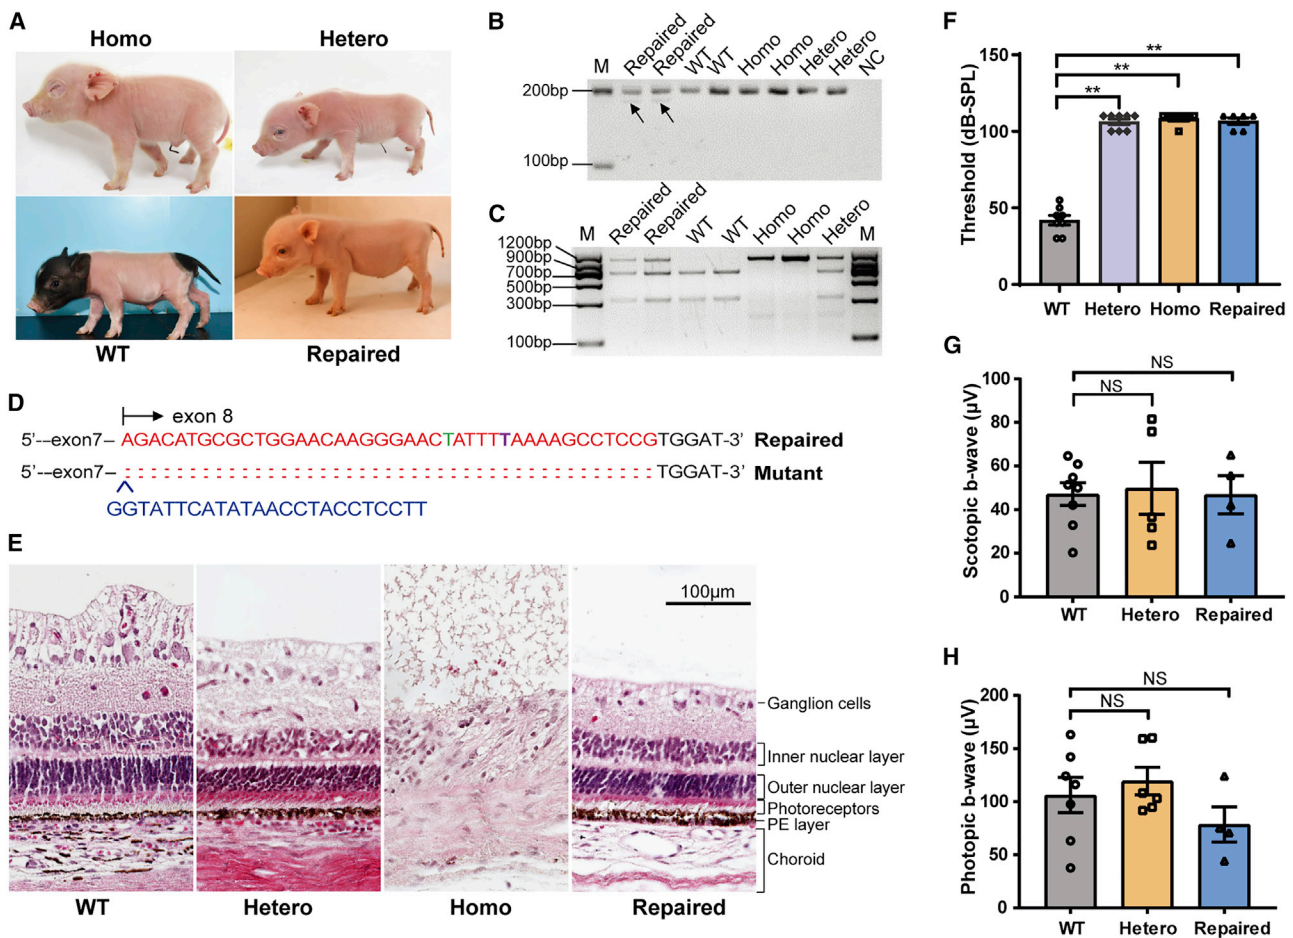 A
Homo Hetero
WT Repaired
B
M Repaired Repaired WT WT Homo Homo Hetero Hetero NC
200bp
100bp
C
M Repaired Repaired WT WT Homo Homo Hetero M
1200bp
900bp
700bp
500bp
300bp
100bp
D
exon 8
5'--exon7– AGACATGCGCTGGAACAAGGGAACTATTTTAAAAGCCTCCGTGGAT-3' Repaired
5'--exon7– TGGAT-3' Mutant
GGTATTCATATAACCTACCTCCTT
E
100µm
Ganglion cells
Inner nuclear layer
Outer nuclear layer
Photoreceptors
PE layer
Choroid
WT Hetero Homo Repaired
F
Threshold (dB-SPL)
150
100
50
0
**
**
**
WT Hetero Homo Repaired
G
Scotopic b-wave (µV)
100
80
60
40
20
0
NS
NS
WT Hetero Repaired
H
Photopic b-wave (µV)
200
150
100
50
0
NS
NS
WT Hetero Repaired